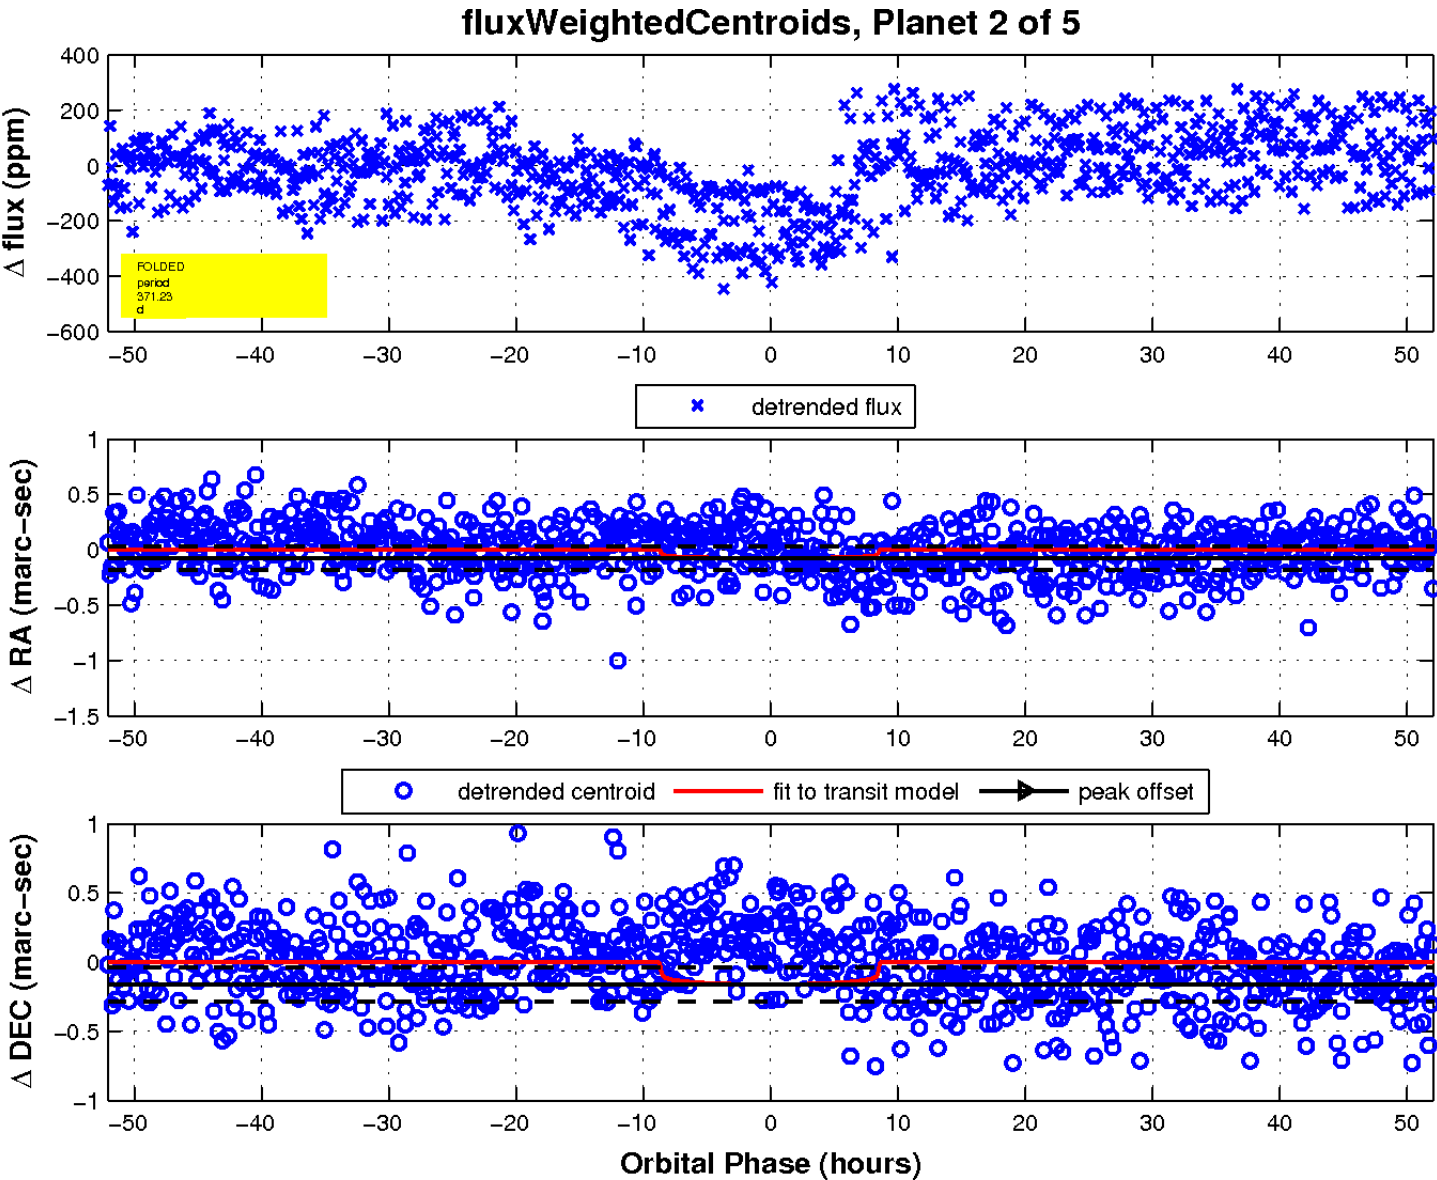 fluxWeightedCentroids, Planet 2 of 5
Δ flux (ppm)
400
200
0
−200
−400
−600
FOLDED
period
371.23
d
−50 −40 −30 −20 −10 0 10 20 30 40 50
detrended flux
Δ RA (marc−sec)
1
0.5
0
−0.5
−1
−1.5
−50 −40 −30 −20 −10 0 10 20 30 40 50
detrended centroid fit to transit model peak offset
Δ DEC (marc−sec)
1
0.5
0
−0.5
−1
−50 −40 −30 −20 −10 0 10 20 30 40 50
Orbital Phase (hours)